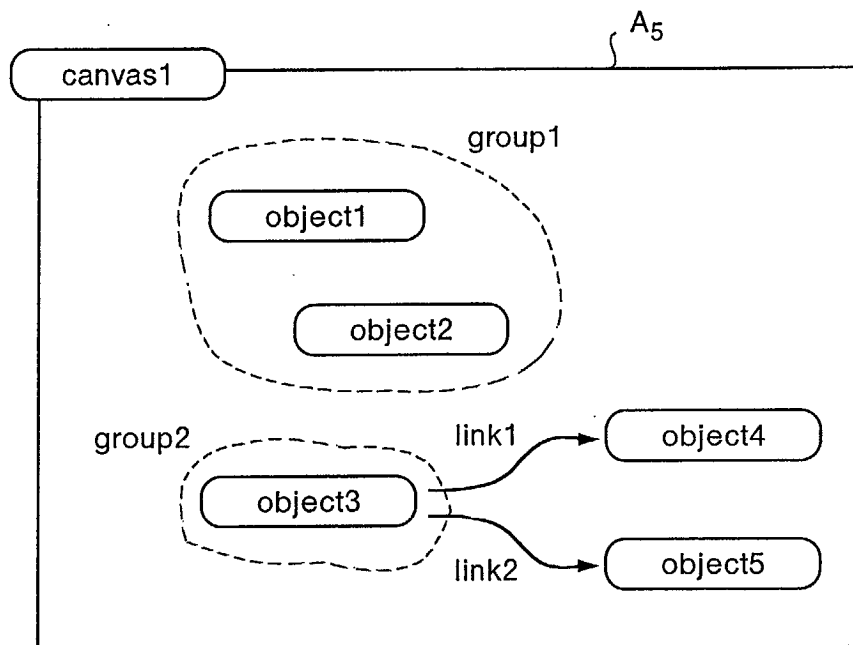 A5
canvas1
group1
object1
object2
group2
link1
object4
object3
link2
object5